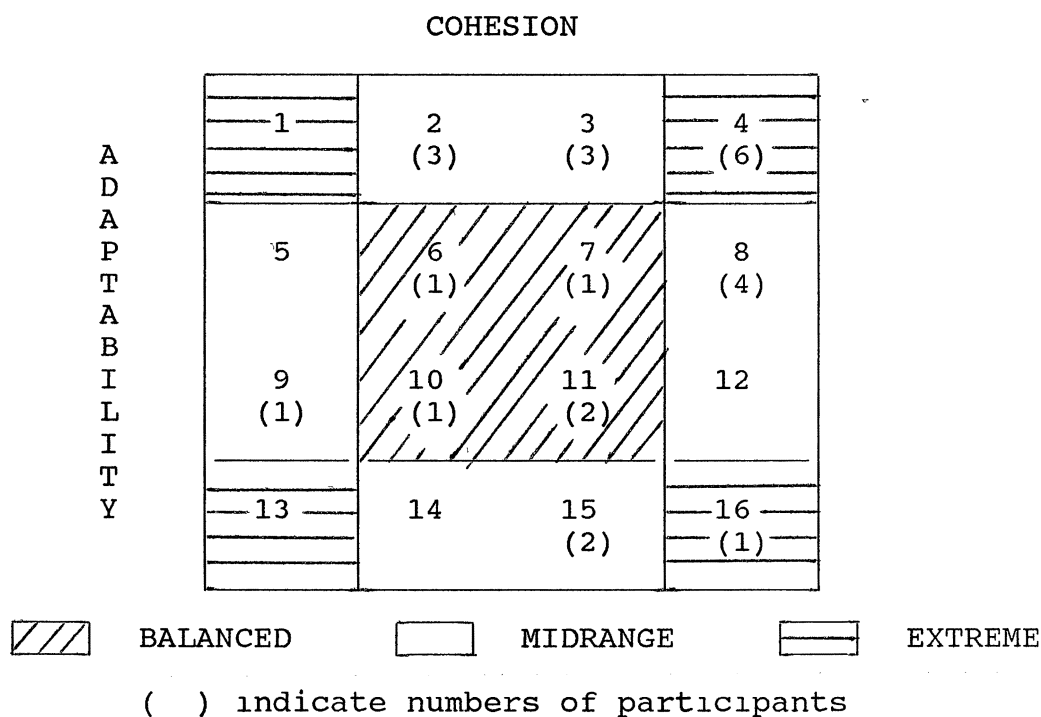 COHESION
ADAPTABILITY
1 2 3 4
(3) (3) (6)
5 6 7 8
(1) (1) (4)
9 10 11 12
(1) (1) (2)
13 14 15 16
(2) (1)
BALANCED MIDRANGE EXTREME
( ) indicate numbers of participants